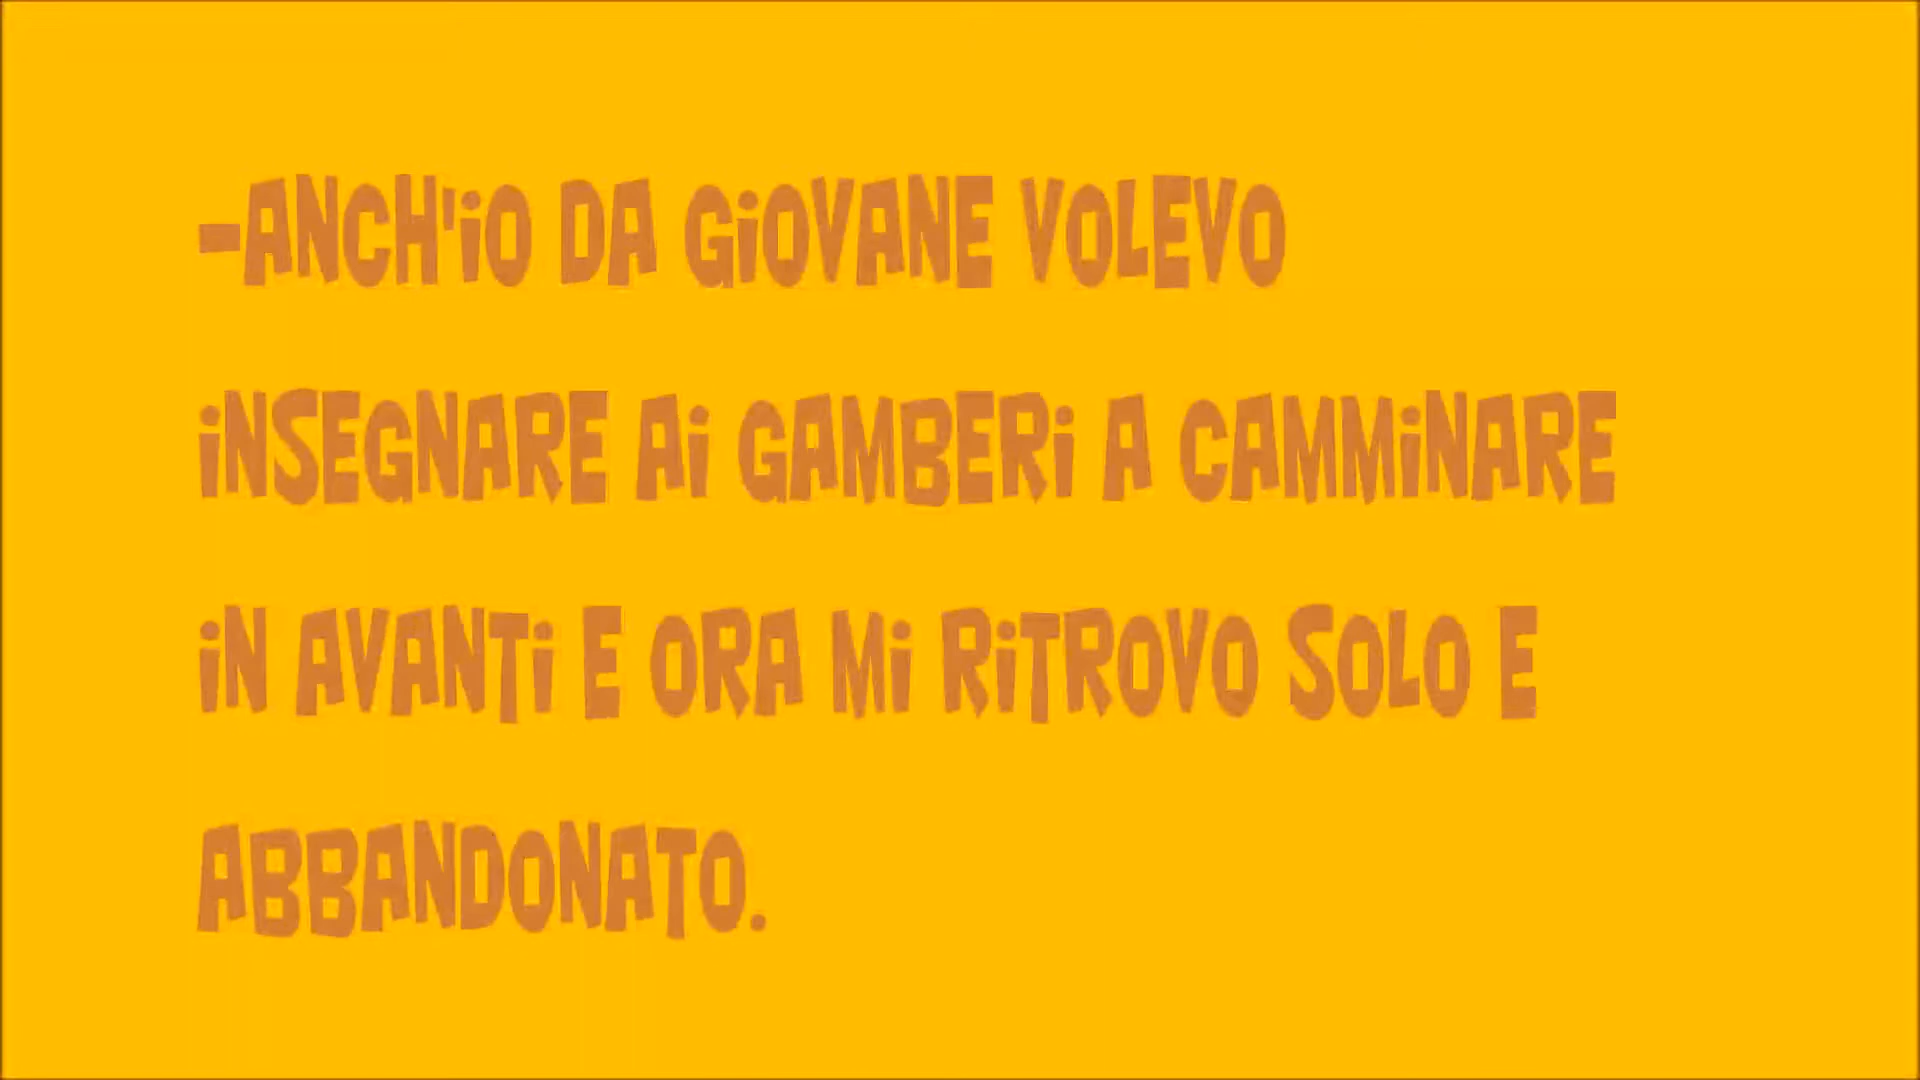 -ANCH'IO DA GIOVANE VOLEVO
INSEGNARE AI GAMBERI A CAMMINARE
IN AVANTI E ORA MI RITROVO SOLO E
ABBANDONATO.